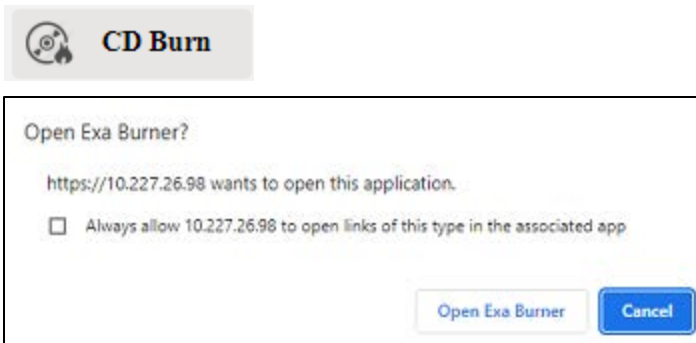 CD Burn
Open Exa Burner?
https://10.227.26.98 wants to open this application.
Always allow 10.227.26.98 to open links of this type in the associated app
Open Exa Burner
Cancel